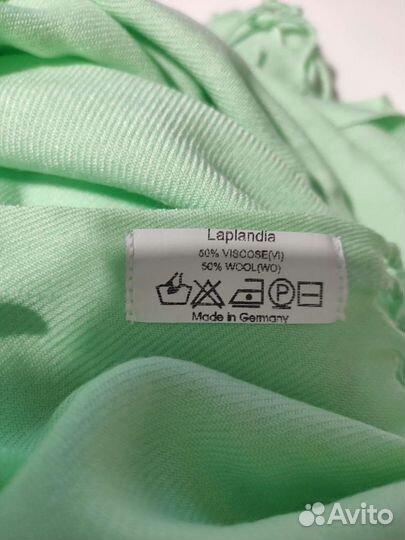 Laplandia
50% VISCOSE(VI)
50% WOOL(WO)
P
Made in Germany
Avito